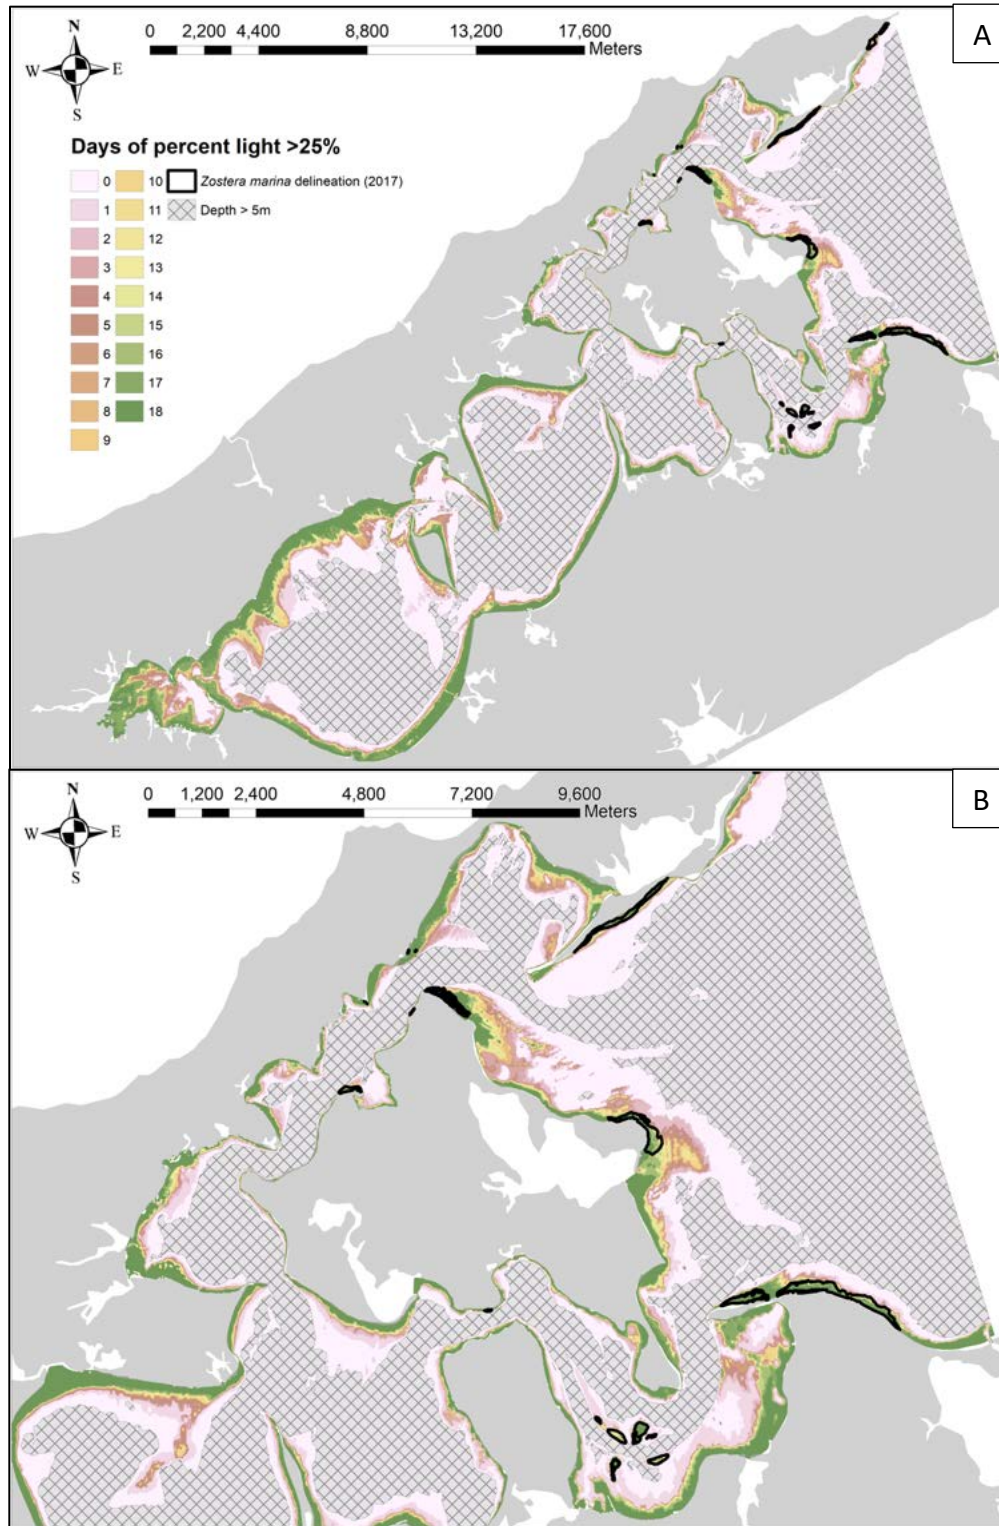 A
N
W E
S
0 2,200 4,400 8,800 13,200 17,600
Meters
Days of percent light >25%
0 10 Zostera marina delineation (2017)
1 11 Depth > 5m
2 12
3 13
4 14
5 15
6 16
7 17
8 18
9
B
N
W E
S
0 1,200 2,400 4,800 7,200 9,600
Meters